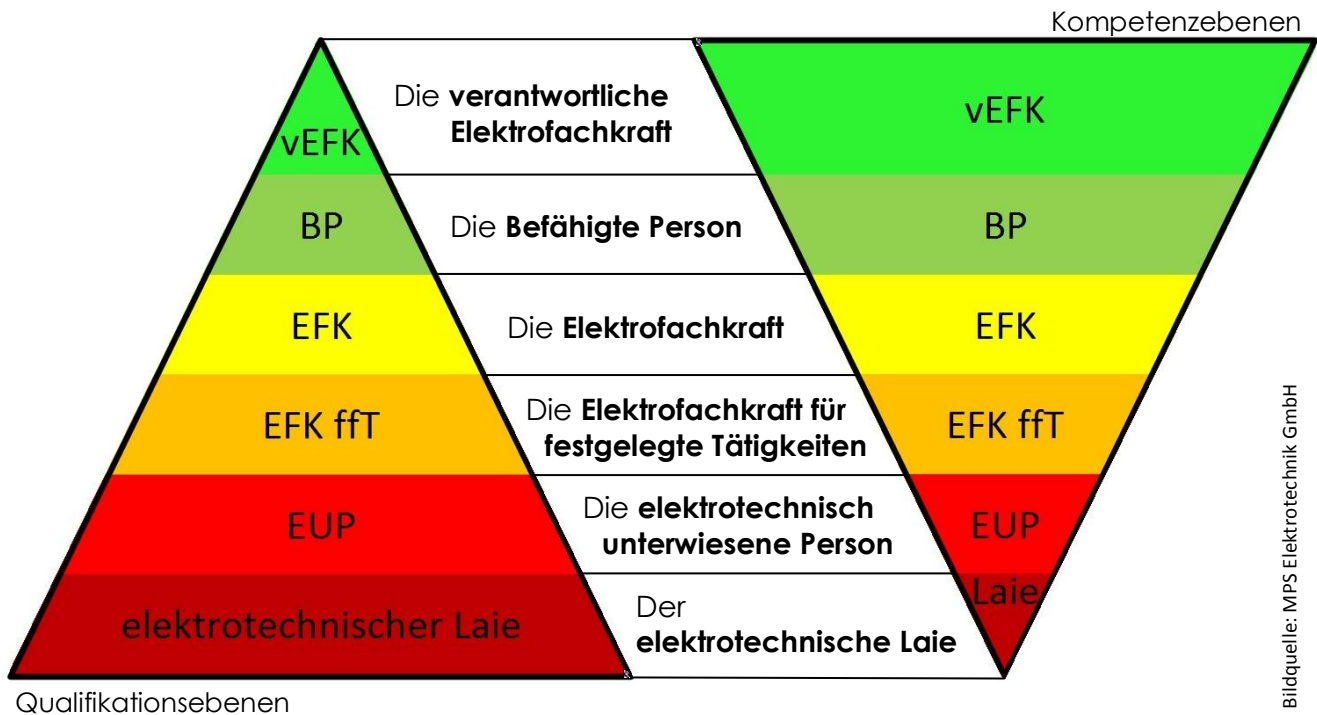 Kompetenzebenen
vEFK
Die verantwortliche
Elektrofachkraft
vEFK
BP
Die Befähigte Person
BP
EFK
Die Elektrofachkraft
EFK
EFK ffT
Die Elektrofachkraft für
festgelegte Tätigkeiten
EFK ffT
EUP
Die elektrotechnisch
unterwiesene Person
EUP
elektrotechnischer Laie
Der
elektrotechnische Laie
Laie
Qualifikationsebenen
Bildquelle: MPS Elektrotechnik GmbH